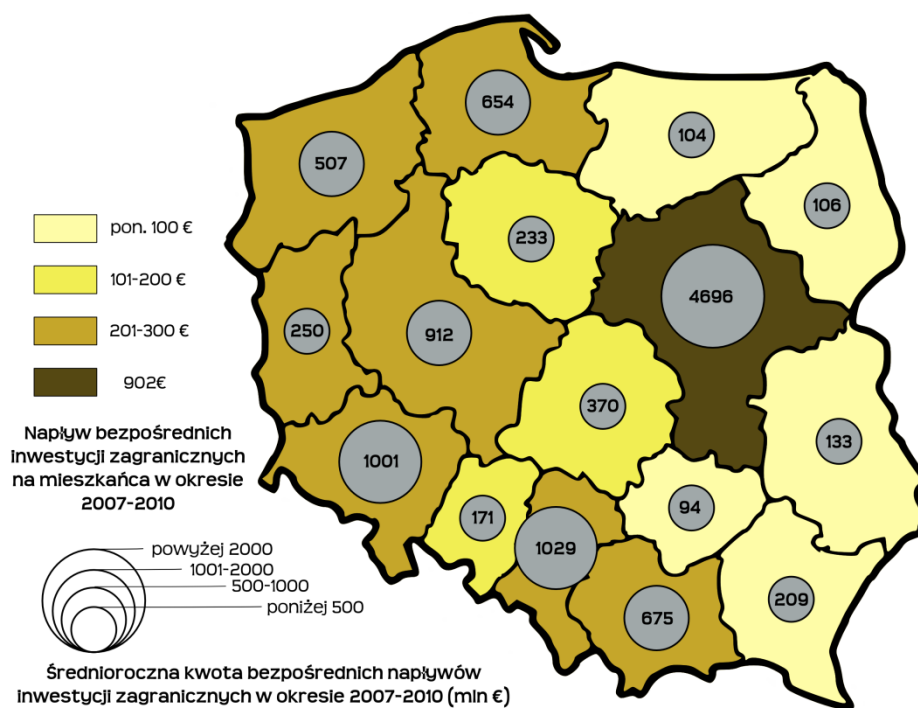 654
104
507
106
233
4696
250
912
370
133
1001
94
171
1029
209
675
pon. 100 €
101-200 €
201-300 €
902€
Napływ bezpośrednich
inwestycji zagranicznych
na mieszkańca w okresie
2007-2010
powyżej 2000
1001-2000
500-1000
poniżej 500
Średnioroczna kwota bezpośrednich napływów
inwestycji zagranicznych w okresie 2007-2010 (mln €)